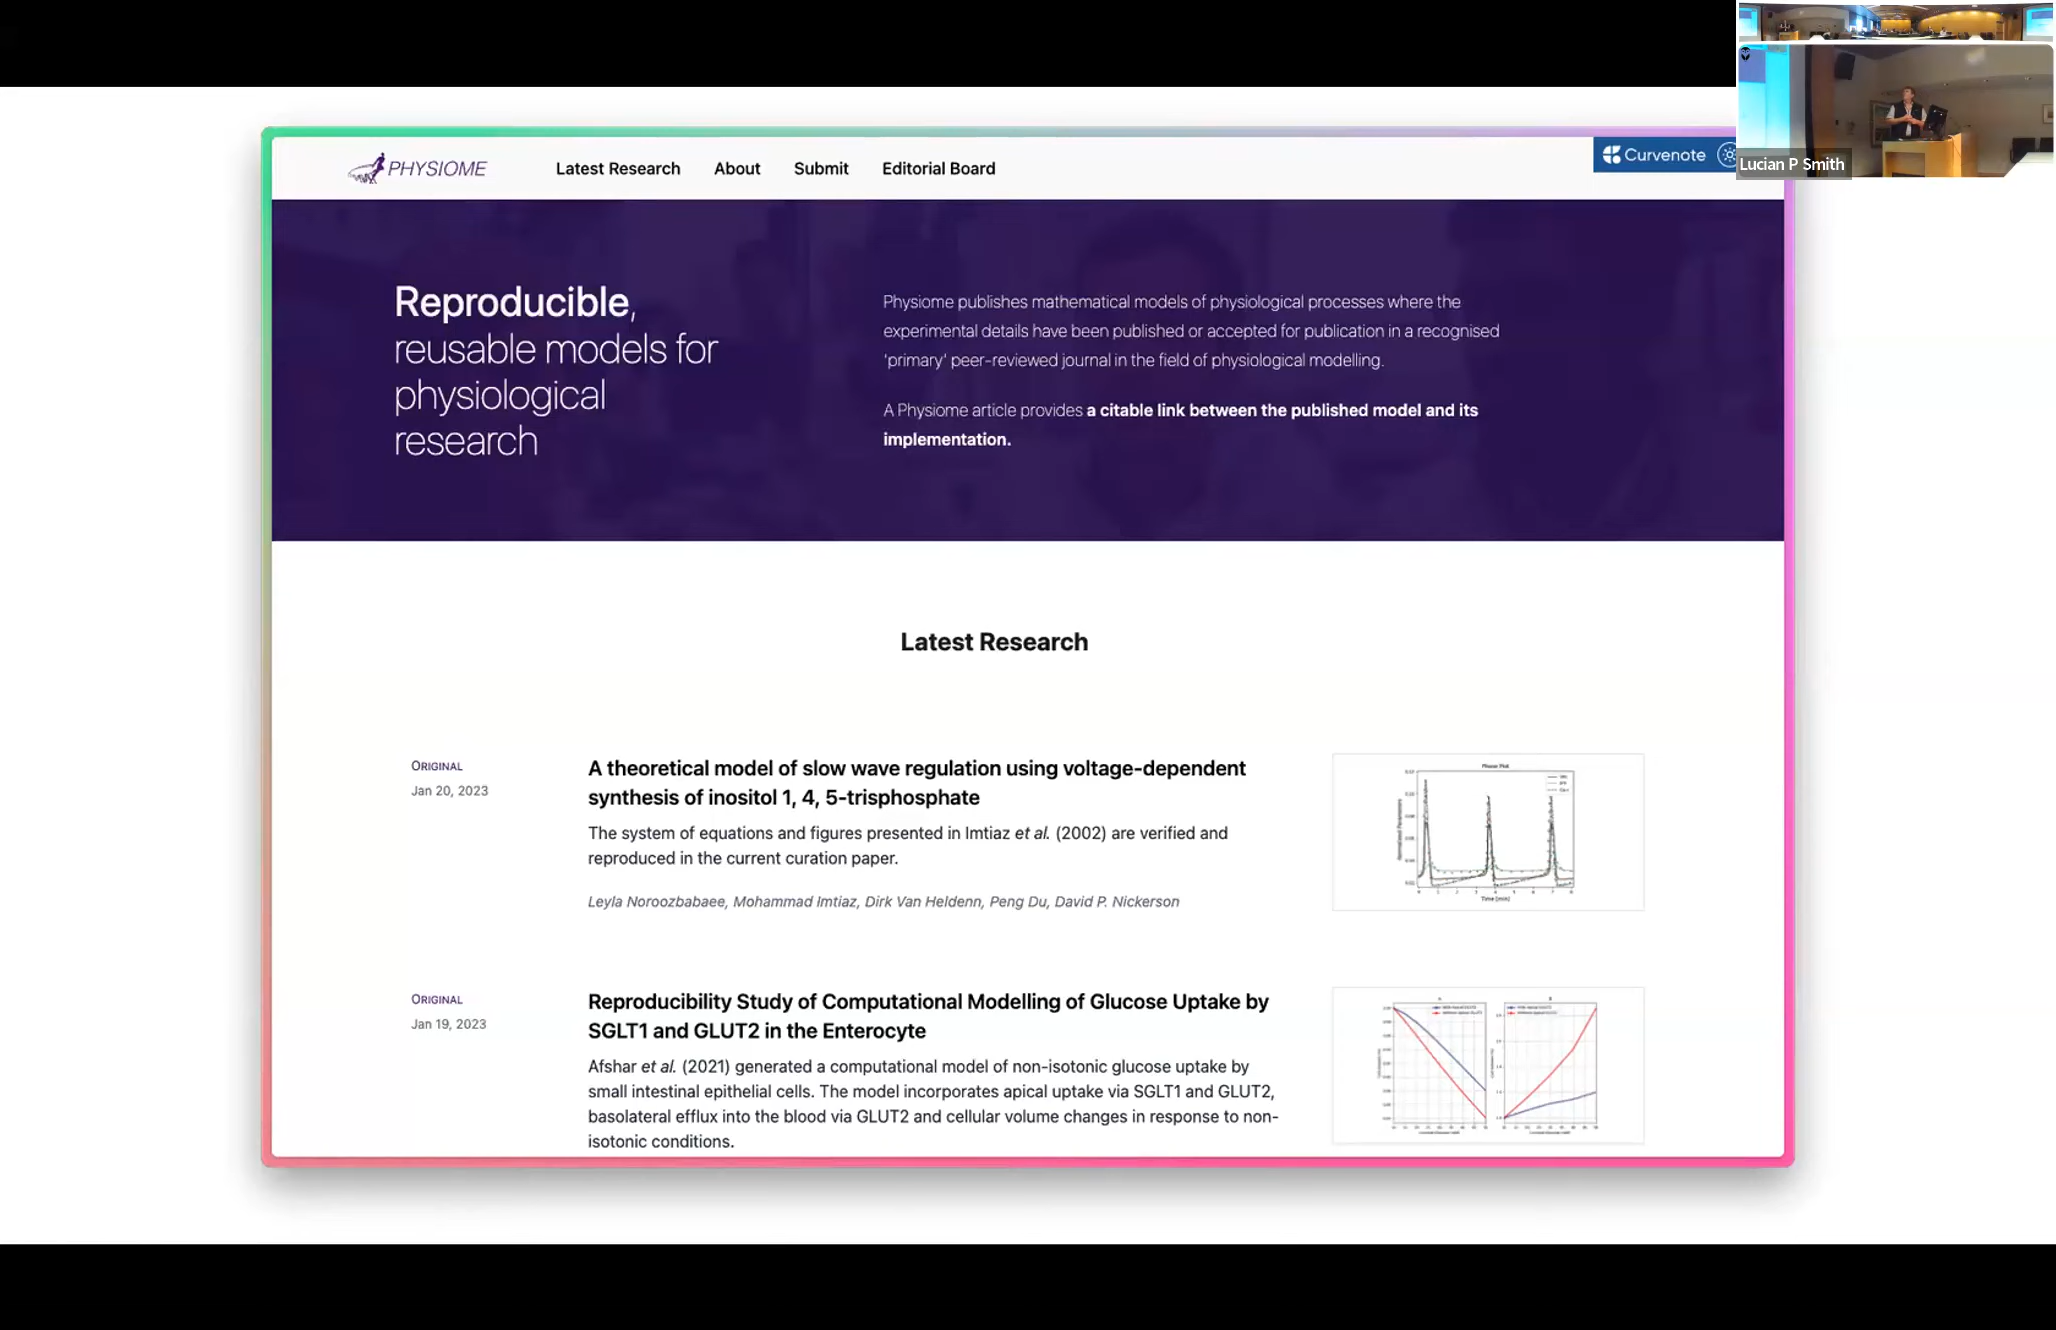 PHYSIOME
Latest Research About Submit Editorial Board
Curvenote
Lucian P Smith
Reproducible,
reusable models for
physiological
research
Physiome publishes mathematical models of physiological processes where the
experimental details have been published or accepted for publication in a recognised
'primary' peer-reviewed journal in the field of physiological modelling.
A Physiome article provides a citable link between the published model and its
implementation.
Latest Research
ORIGINAL
Jan 20, 2023
A theoretical model of slow wave regulation using voltage-dependent
synthesis of inositol 1, 4, 5-trisphosphate
The system of equations and figures presented in Imtiaz et al. (2002) are verified and
reproduced in the current curation paper.
Leyla Noroozbabaee, Mohammad Imtiaz, Dirk Van Heldenn, Peng Du, David P. Nickerson
Time [min]
ORIGINAL
Jan 19, 2023
Reproducibility Study of Computational Modelling of Glucose Uptake by
SGLT1 and GLUT2 in the Enterocyte
Afshar et al. (2021) generated a computational model of non-isotonic glucose uptake by
small intestinal epithelial cells. The model incorporates apical uptake via SGLT1 and GLUT2,
basolateral efflux into the blood via GLUT2 and cellular volume changes in response to non-
isotonic conditions.